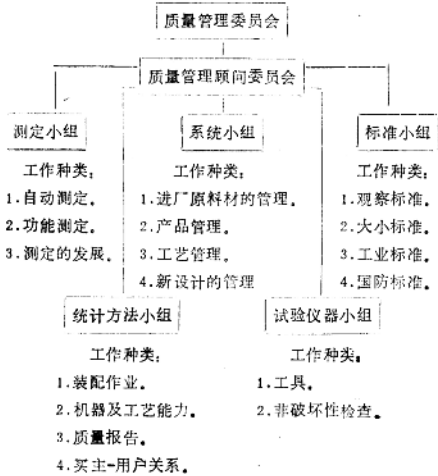 质量管理委员会
质量管理顾问委员会
测定小组
工作种类:
1.自动测定。
2.功能测定。
3.测定的发展。
系统小组
工作种类:
1.进厂原料材的管理。
2.产品管理。
3.工艺管理。
4.新设计的管理
标准小组
工作种类:
1.观察标准。
2.大小标准。
3.工业标准。
4.国防标准。
统计方法小组
工作种类:
1.装配作业。
2.机器及工艺能力。
3.质量报告。
4.买主-用户关系。
试验仪器小组
工作种类:
1.工具。
2.非破坏性检查。